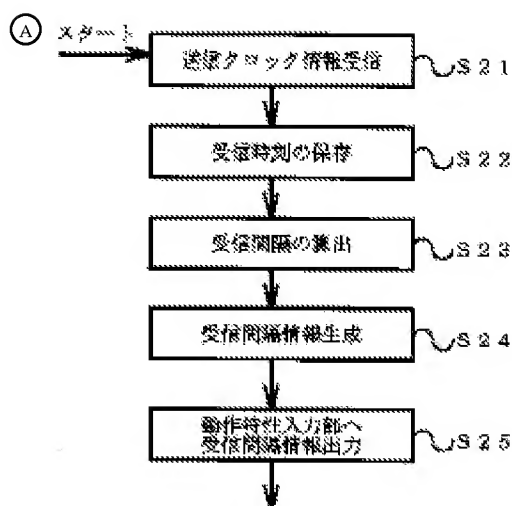 A
スタート
送信クロック情報受信
S21
受信時刻の保存
S22
受信間隔の算出
S23
受信間隔情報生成
S24
動作特性入力部へ
受信間隔情報出力
S25